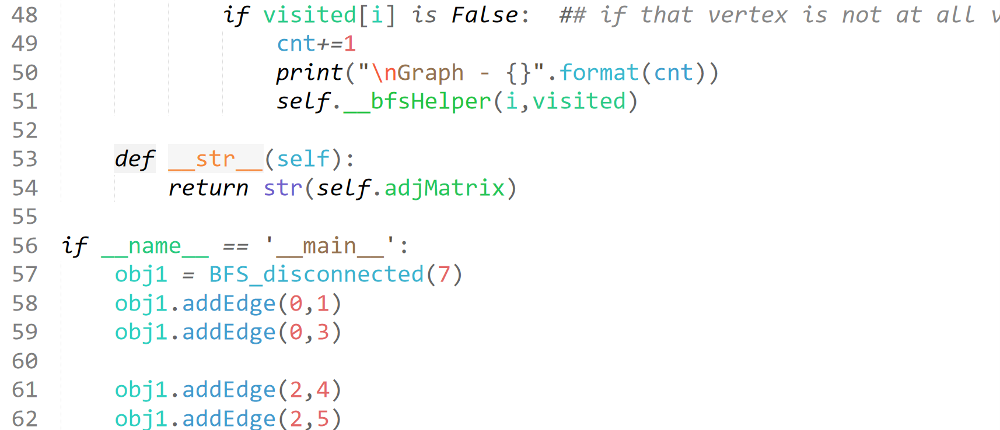 48 if visited[i] is False:  ## if that vertex is not at all
49 cnt+=1
50 print("\nGraph - {}".format(cnt))
51 self.__bfsHelper(i,visited)
52
53 def __str__(self):
54 return str(self.adjMatrix)
55
56 if __name__ == '__main__':
57 obj1 = BFS_disconnected(7)
58 obj1.addEdge(0,1)
59 obj1.addEdge(0,3)
60
61 obj1.addEdge(2,4)
62 obj1.addEdge(2,5)